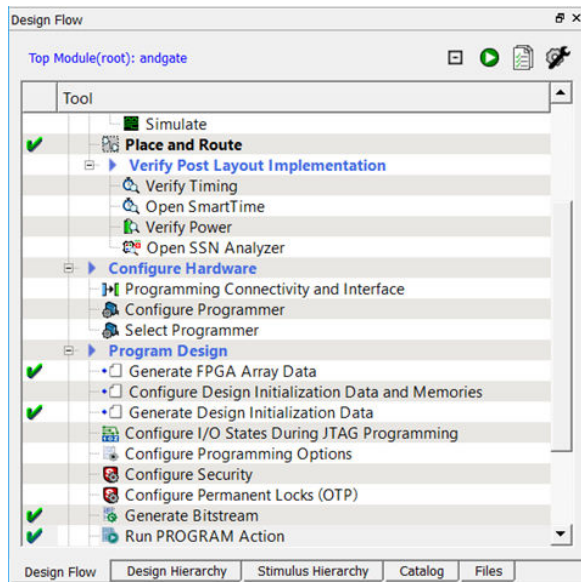 Design Flow
Top Module(root): andgate
Tool
Simulate
Place and Route
Verify Post Layout Implementation
Verify Timing
Open SmartTime
Verify Power
Open SSN Analyzer
Configure Hardware
Programming Connectivity and Interface
Configure Programmer
Select Programmer
Program Design
Generate FPGA Array Data
Configure Design Initialization Data and Memories
Generate Design Initialization Data
Configure I/O States During JTAG Programming
Configure Programming Options
Configure Security
Configure Permanent Locks (OTP)
Generate Bitstream
Run PROGRAM Action
Design Flow Design Hierarchy Stimulus Hierarchy Catalog Files